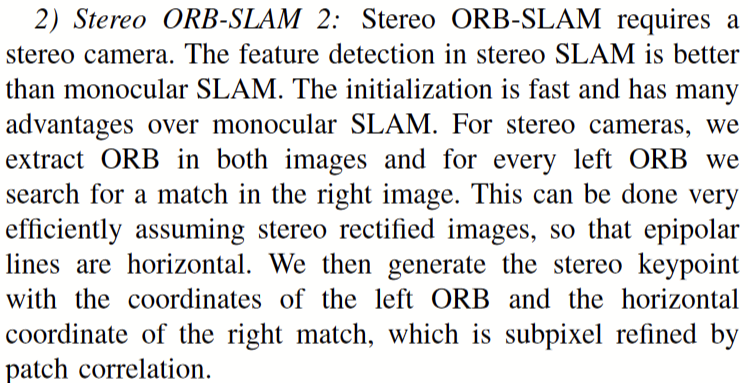 2) Stereo ORB-SLAM 2: Stereo ORB-SLAM requires a
stereo camera. The feature detection in stereo SLAM is better
than monocular SLAM. The initialization is fast and has many
advantages over monocular SLAM. For stereo cameras, we
extract ORB in both images and for every left ORB we
search for a match in the right image. This can be done very
efficiently assuming stereo rectified images, so that epipolar
lines are horizontal. We then generate the stereo keypoint
with the coordinates of the left ORB and the horizontal
coordinate of the right match, which is subpixel refined by
patch correlation.